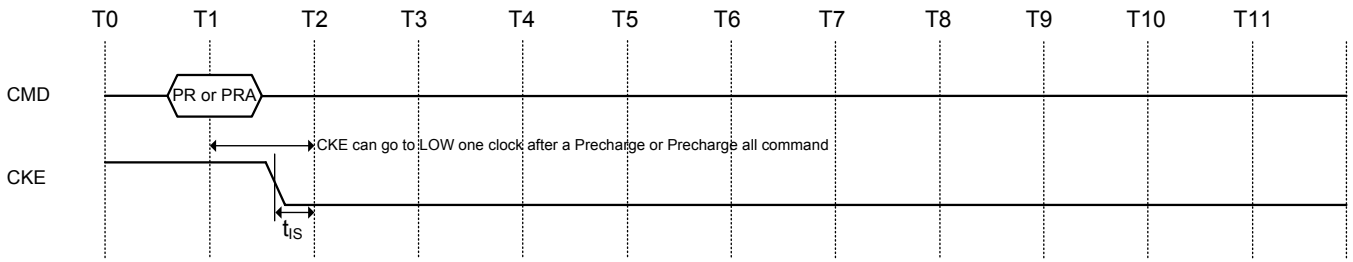 T0 T1 T2 T3 T4 T5 T6 T7 T8 T9 T10 T11
CMD
PR or PRA
CKE can go to LOW one clock after a Precharge or Precharge all command
CKE
tIS